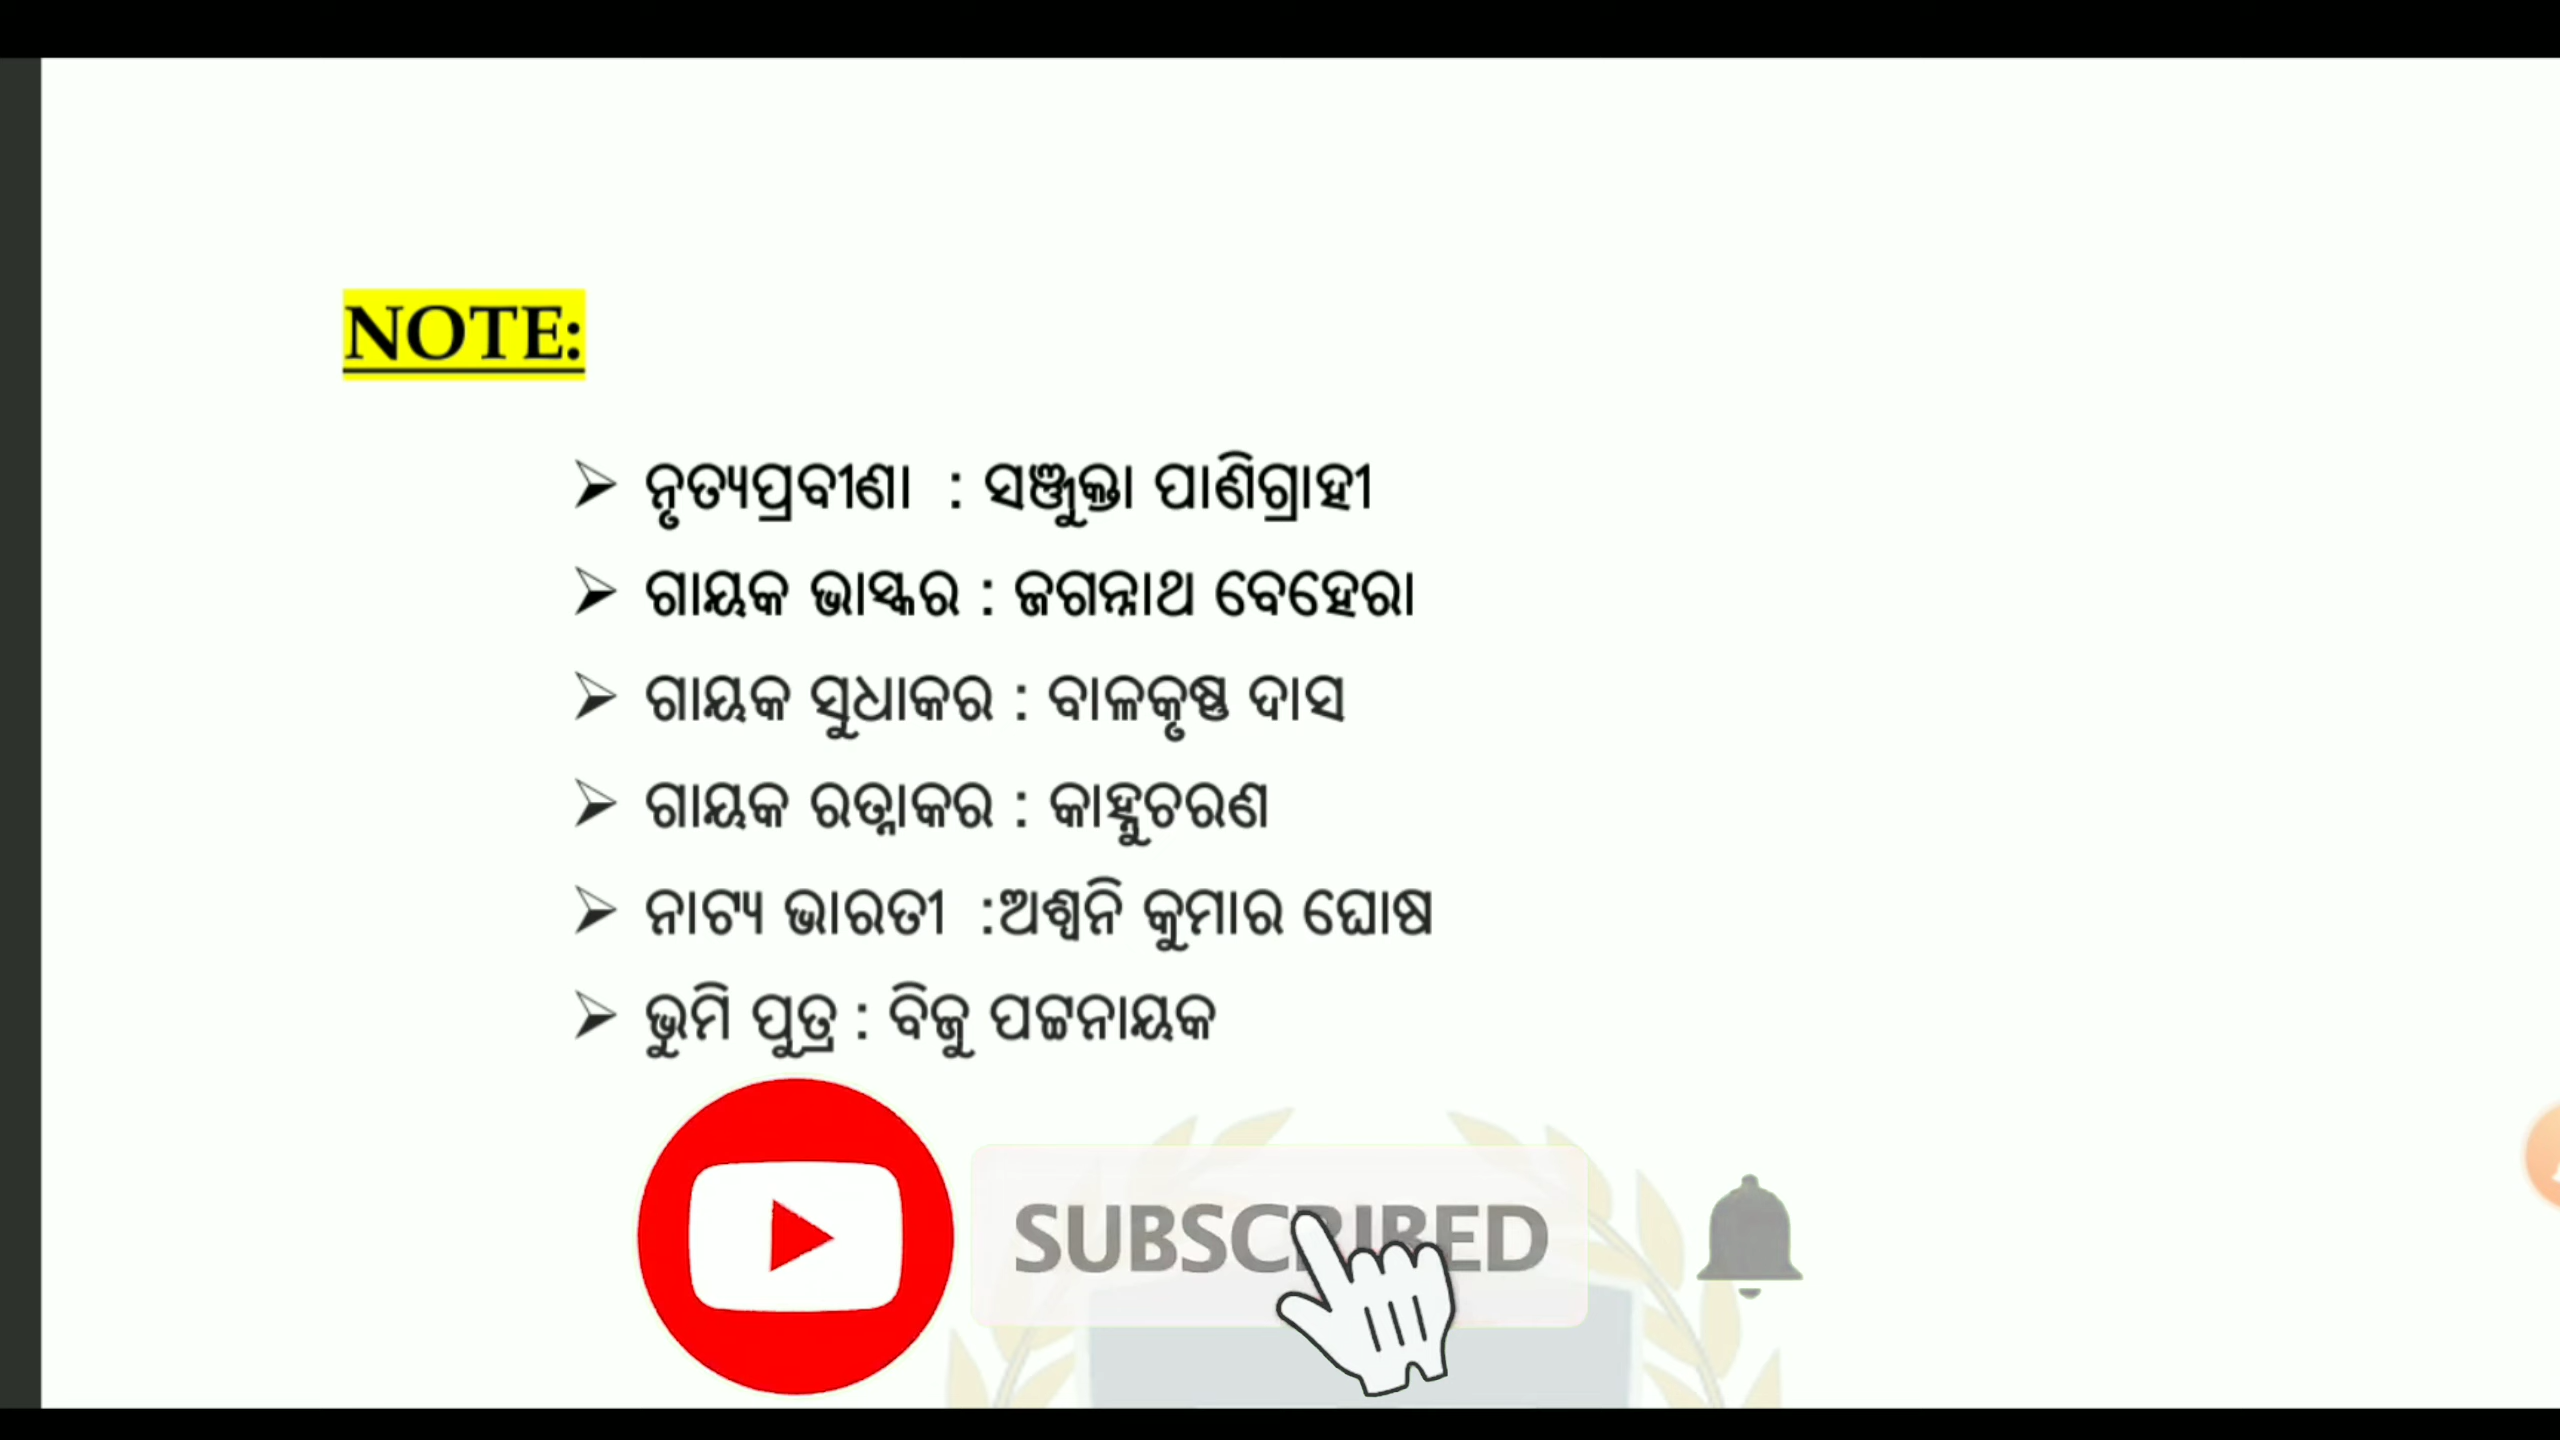 NOTE:
➢ ନୃତ୍ୟପ୍ରବୀଣା : ସଞ୍ଜୁକ୍ତା ପାଣିଗ୍ରାହୀ
➢ ଗାୟକ ଭାସ୍କର : ଜଗନ୍ନାଥ ବେହେରା
➢ ଗାୟକ ସୁଧାକର : ବାଳକୃଷ୍ଣ ଦାସ
➢ ଗାୟକ ରତ୍ନାକର : କାହ୍ନୁଚରଣ
➢ ନାଟ୍ୟ ଭାରତୀ :ଅଶ୍ୱନି କୁମାର ଘୋଷ
➢ ଭୁମି ପୁତ୍ର : ବିଜୁ ପଟ୍ଟନାୟକ
SUBSCRIBED